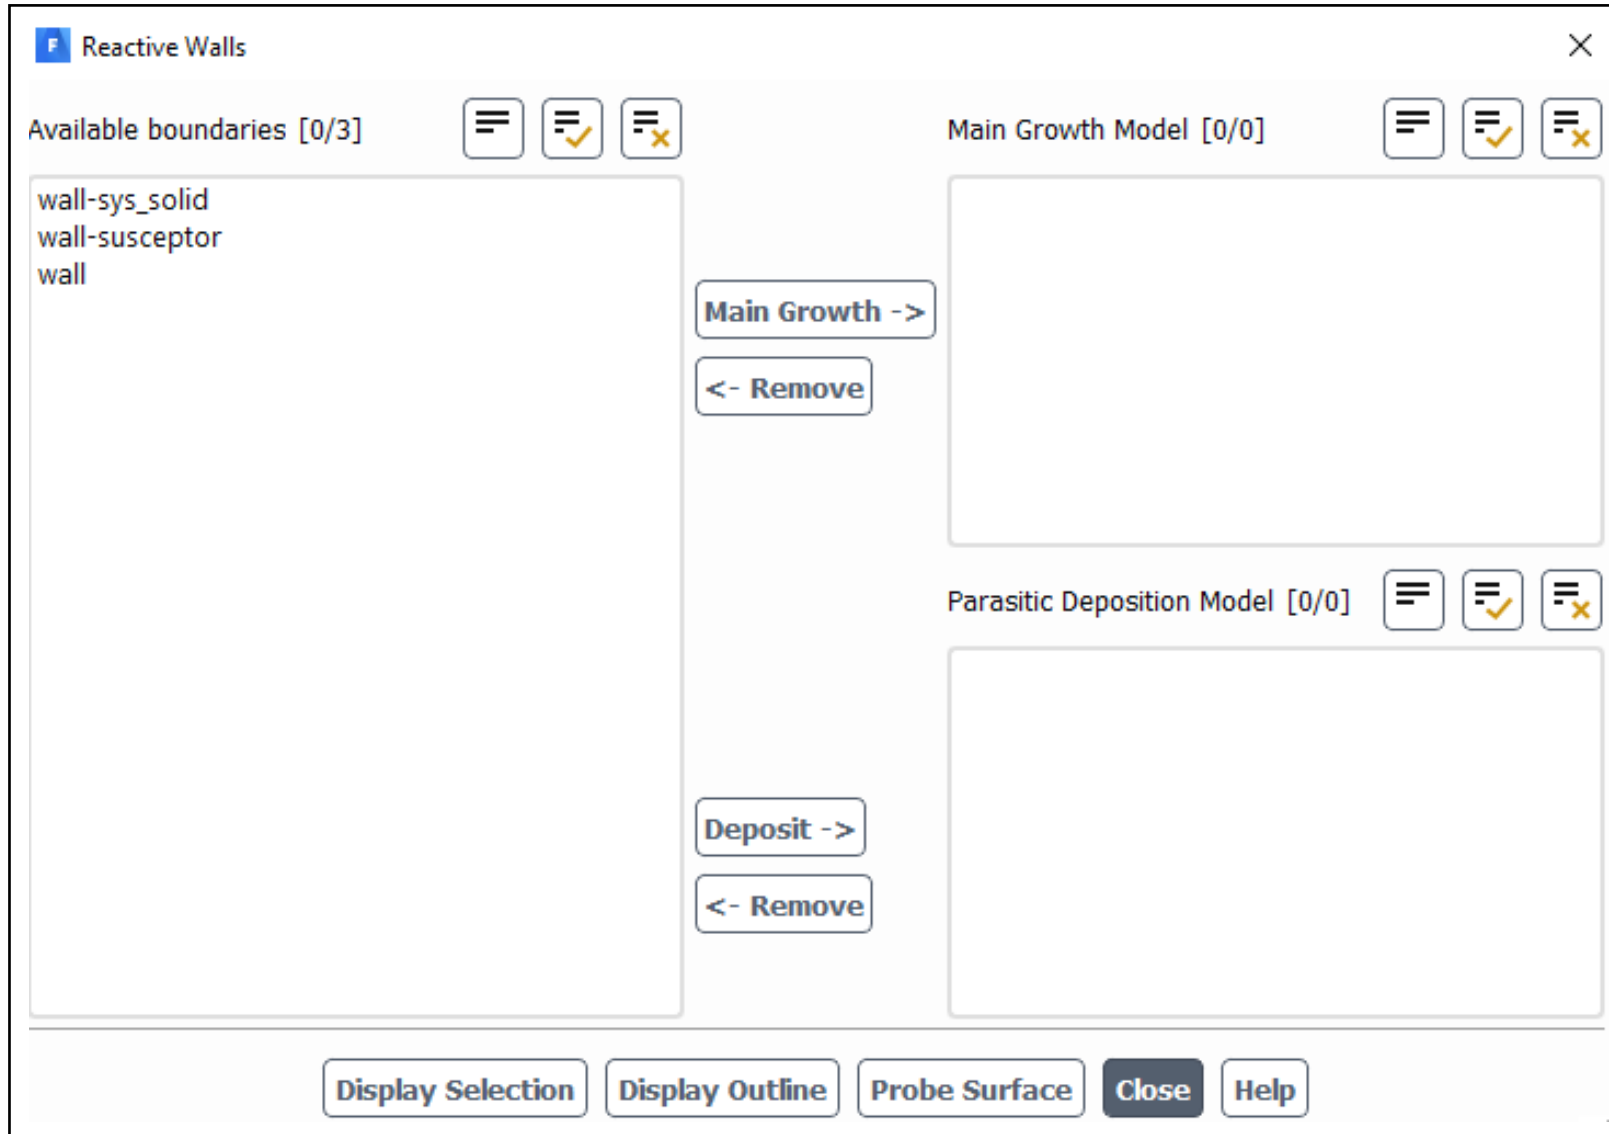 F Reactive Walls
Available boundaries [0/3]
wall-sys_solid
wall-susceptor
wall
Main Growth ->
<- Remove
Deposit ->
<- Remove
Main Growth Model [0/0]
Parasitic Deposition Model [0/0]
Display Selection Display Outline Probe Surface Close Help